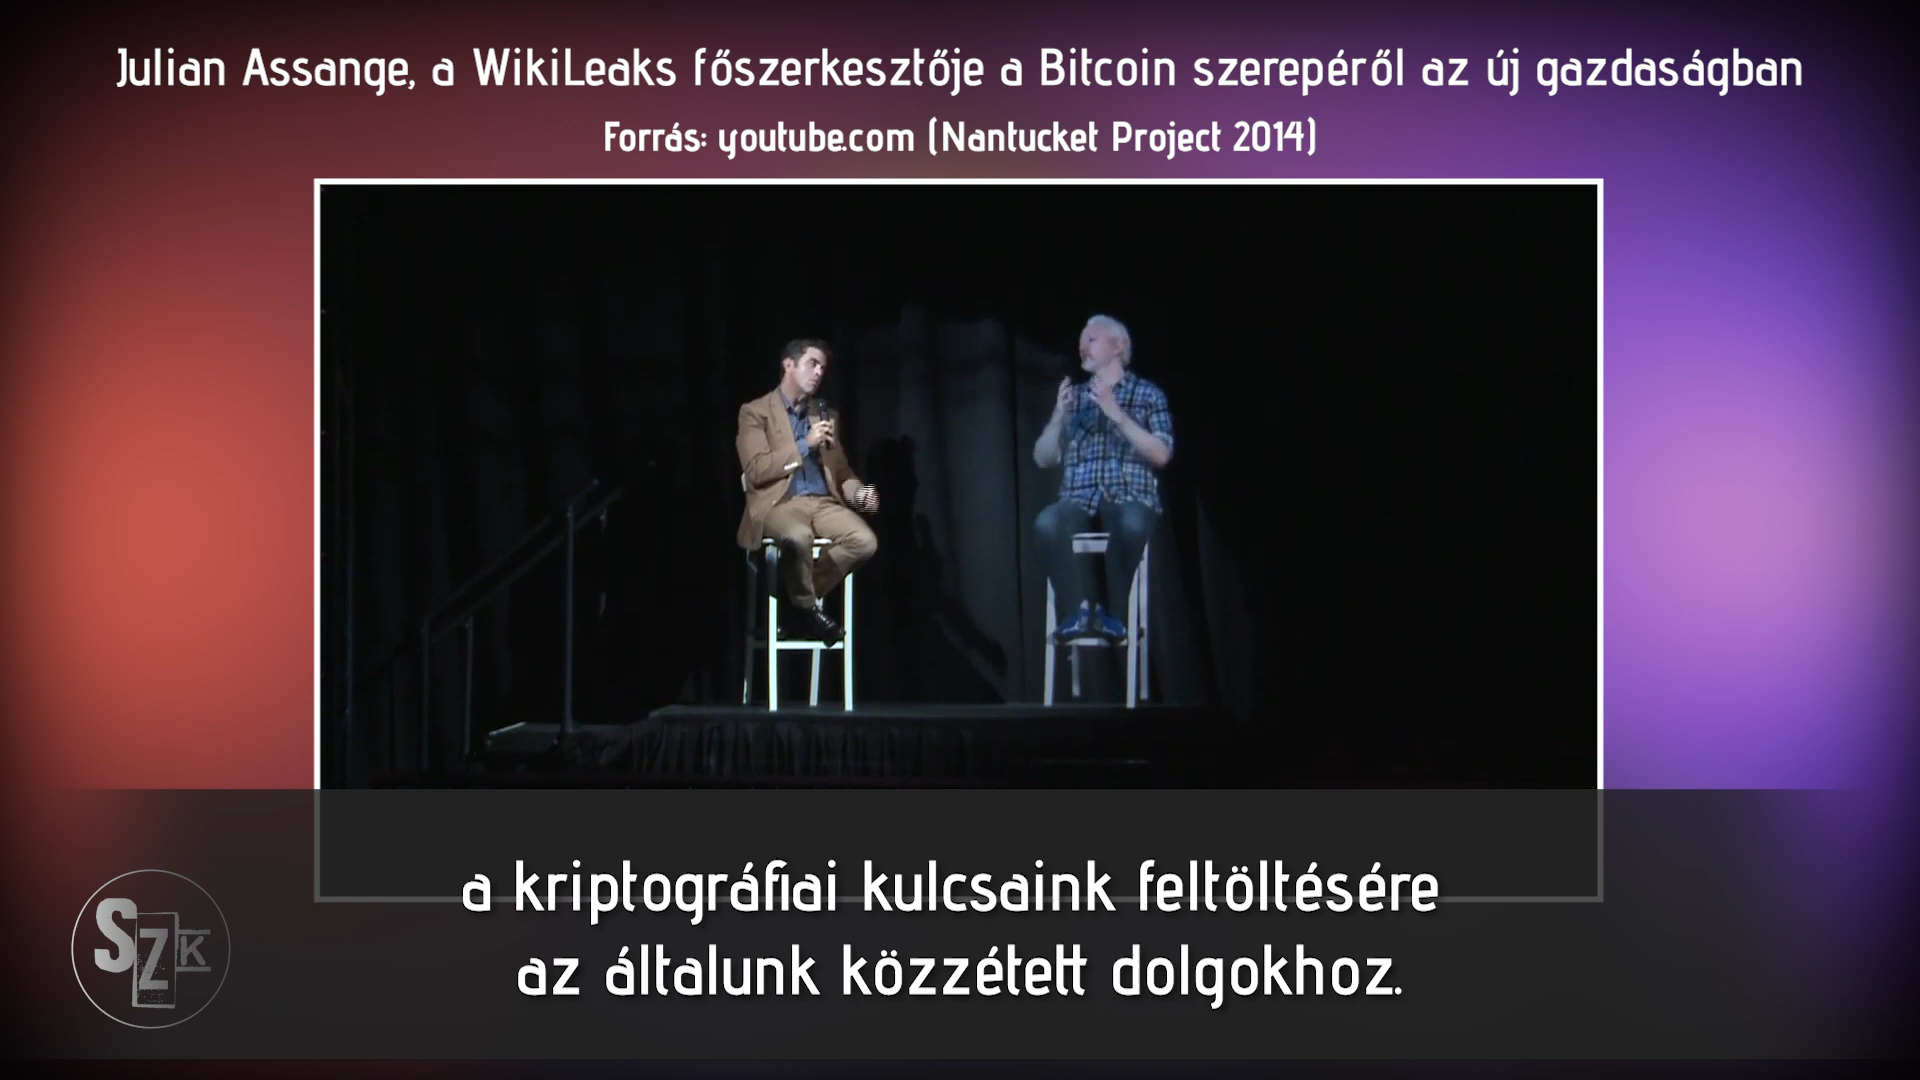 Julian Assange, a WikiLeaks főszerkesztője a Bitcoin szerepéről az új gazdaságban
Forrás: youtube.com (Nantucket Project 2014)
a kriptográfiai kulcsaink feltöltésére
az általunk közzétett dolgokhoz.
SZK